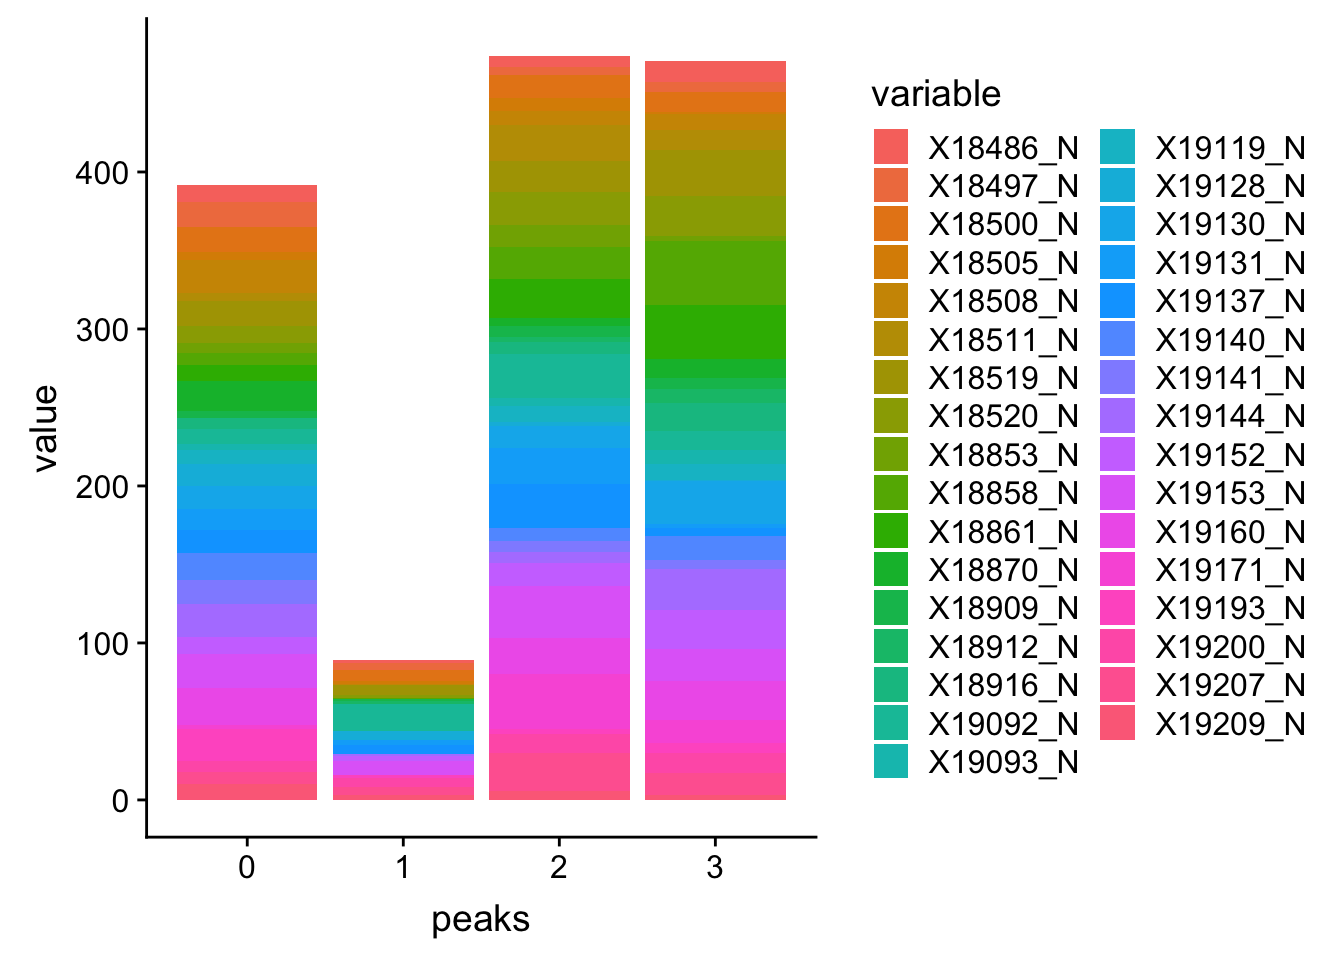 400
300
200
100
0
value
0 1 2 3
peaks
variable
X18486_N X19119_N
X18497_N X19128_N
X18500_N X19130_N
X18505_N X19131_N
X18508_N X19137_N
X18511_N X19140_N
X18519_N X19141_N
X18520_N X19144_N
X18853_N X19152_N
X18858_N X19153_N
X18861_N X19160_N
X18870_N X19171_N
X18909_N X19193_N
X18912_N X19200_N
X18916_N X19207_N
X19092_N X19209_N
X19093_N